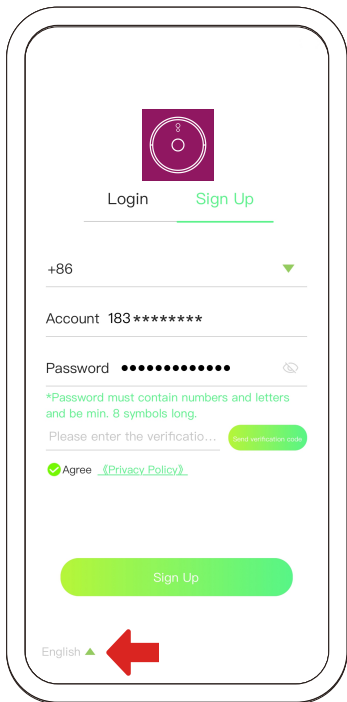 Login Sign Up
+86
Account 183********
Password ●●●●●●●●●●●●●
*Password must contain numbers and letters
and be min. 8 symbols long.
Please enter the verificatio... Send verification code
Agree 《Privacy Policy》
Sign Up
English